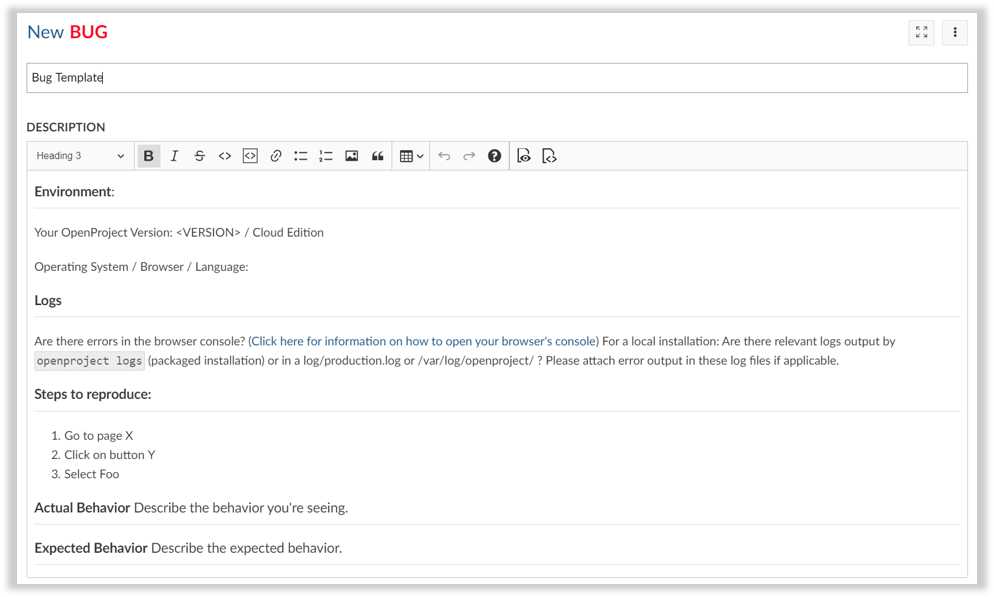 New BUG
Bug Template
DESCRIPTION
Heading 3
Environment:
Your OpenProject Version: <VERSION> / Cloud Edition
Operating System / Browser / Language:
Logs
Are there errors in the browser console? (Click here for information on how to open your browser's console) For a local installation: Are there relevant logs output by
openproject logs (packaged installation) or in a log/production.log or /var/log/openproject/ ? Please attach error output in these log files if applicable.
Steps to reproduce:
1. Go to page X
2. Click on button Y
3. Select Foo
Actual Behavior Describe the behavior you're seeing.
Expected Behavior Describe the expected behavior.